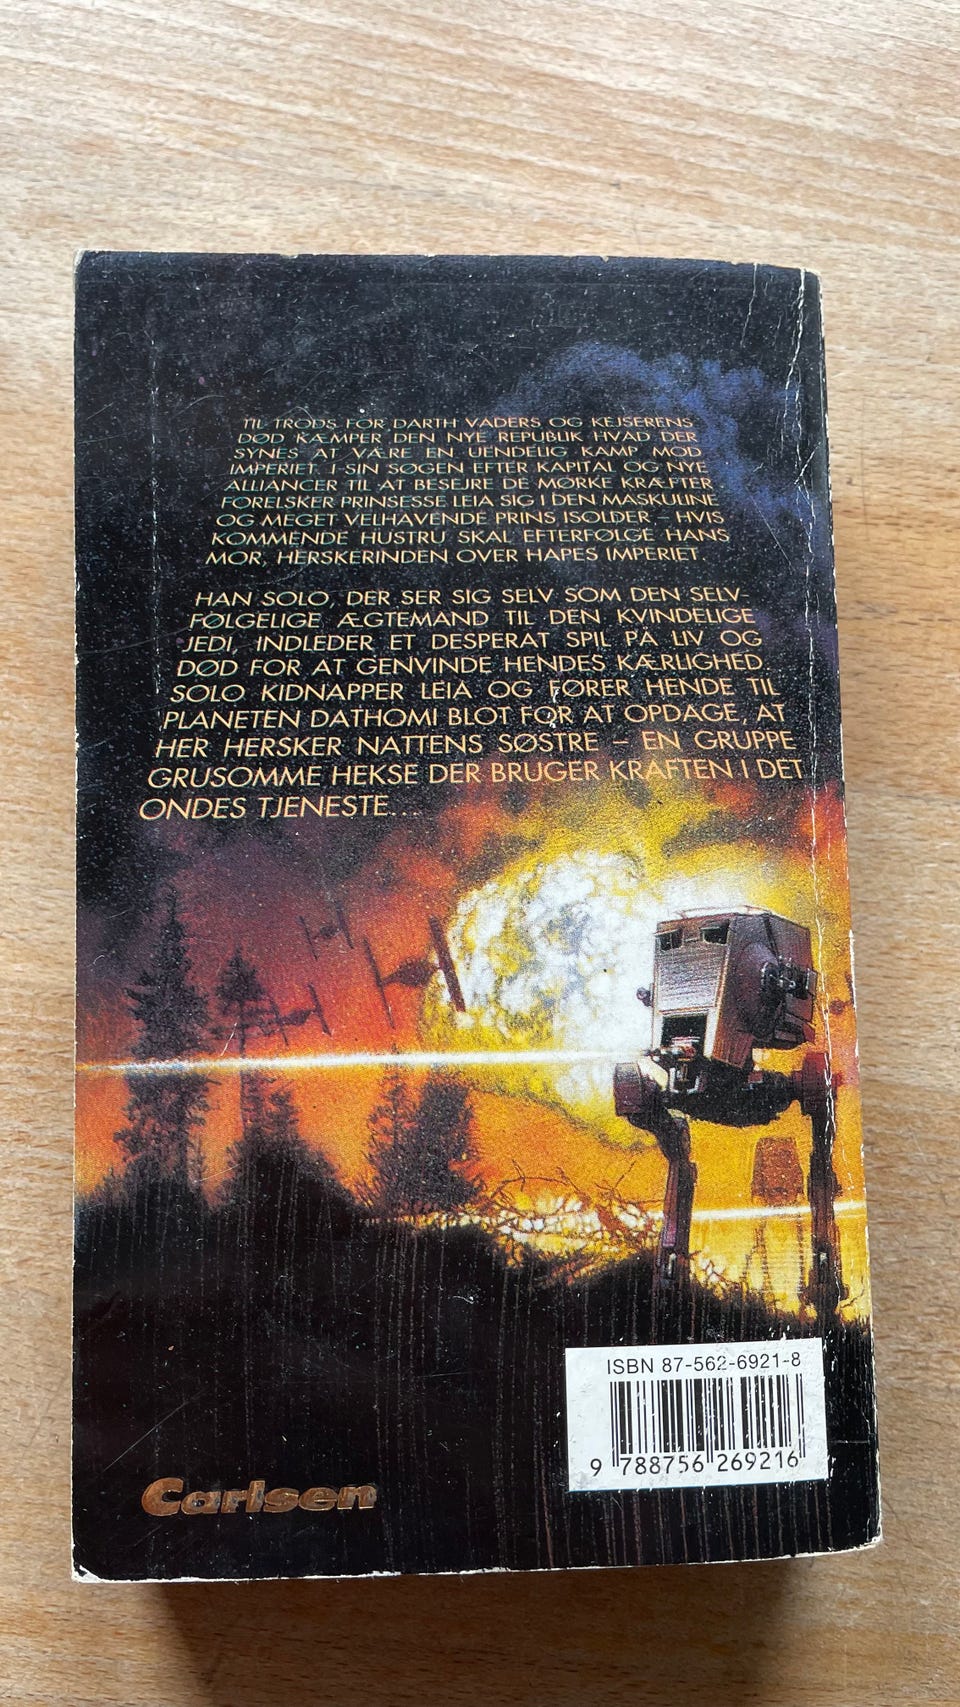 TIL TRODS FOR DARTH VADERS OG KEJSERENS
DØD KÆMPER DEN NYE REPUBLIK HVAD DER
SYNES AT VÆRE EN UENDELIG KAMP MOD
IMPERIET. I SIN SØGEN EFTER KAPITAL OG NYE
ALLIANCER TIL AT BESEJRE DE MØRKE KRÆFTER
FORELSKER PRINSESSE LEIA SIG I DEN MASKULINE
OG MEGET VELHAVENDE PRINS ISOLDER – HVIS
KOMMENDE HUSTRU SKAL EFTERFØLGE HANS
MOR, HERSKERINDEN OVER HAPES IMPERIET.
HAN SOLO, DER SER SIG SELV SOM DEN SELV-
FØLGELIGE ÆGTEMAND TIL DEN KVINDELIGE
JEDI, INDLEDER ET DESPERAT SPIL PÅ LIV OG
DØD FOR AT GENVINDE HENDES KÆRLIGHED.
SOLO KIDNAPPER LEIA OG FØRER HENDE TIL
PLANETEN DATHOMI BLOT FOR AT OPDAGE, AT
HER HERSKER NATTENS SØSTRE – EN GRUPPE
GRUSOMME HEKSE DER BRUGER KRAFTEN I DET
ONDES TJENESTE...
ISBN 87-562-6921-8
9 788756 269216
Carlsen